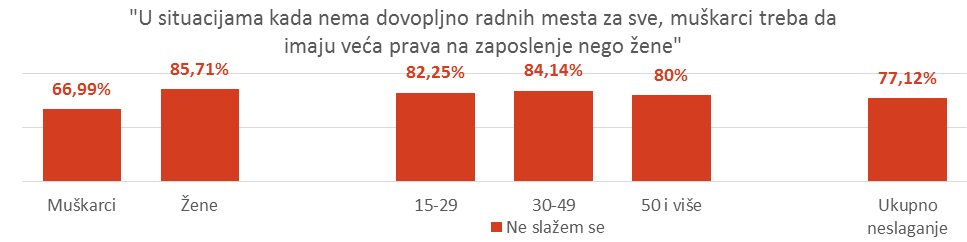 "U situacijama kada nema dovopljno radnih mesta za sve, muškarci treba da
imaju veća prava na zaposlenje nego žene"
66,99%
85,71%
82,25%
84,14%
80%
77,12%
Muškarci
Žene
15-29
30-49
50 i više
Ukupno
neslaganje
Ne slažem se